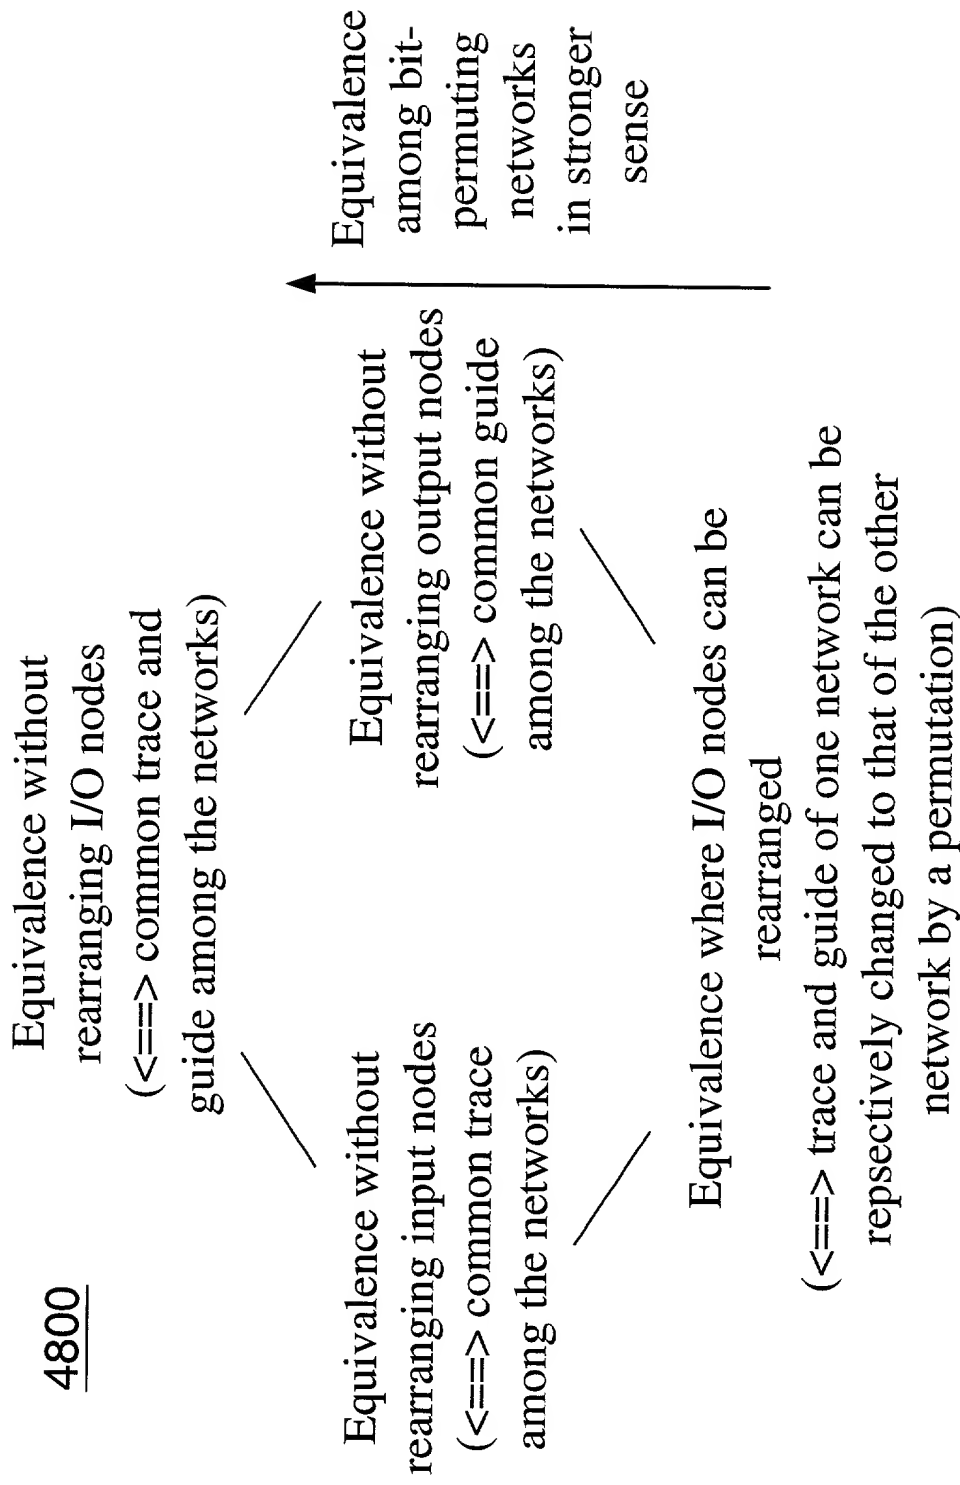 4800
Equivalence without
rearranging I/O nodes
(<==> common trace and
guide among the networks)
Equivalence without
rearranging input nodes
(<==> common trace
among the networks)
Equivalence without
rearranging output nodes
(<==> common guide
among the networks)
Equivalence
among bit-
permuting
networks
in stronger
sense
Equivalence where I/O nodes can be
rearranged
(<==> trace and guide of one network can be
repsectively changed to that of the other
network by a permutation)